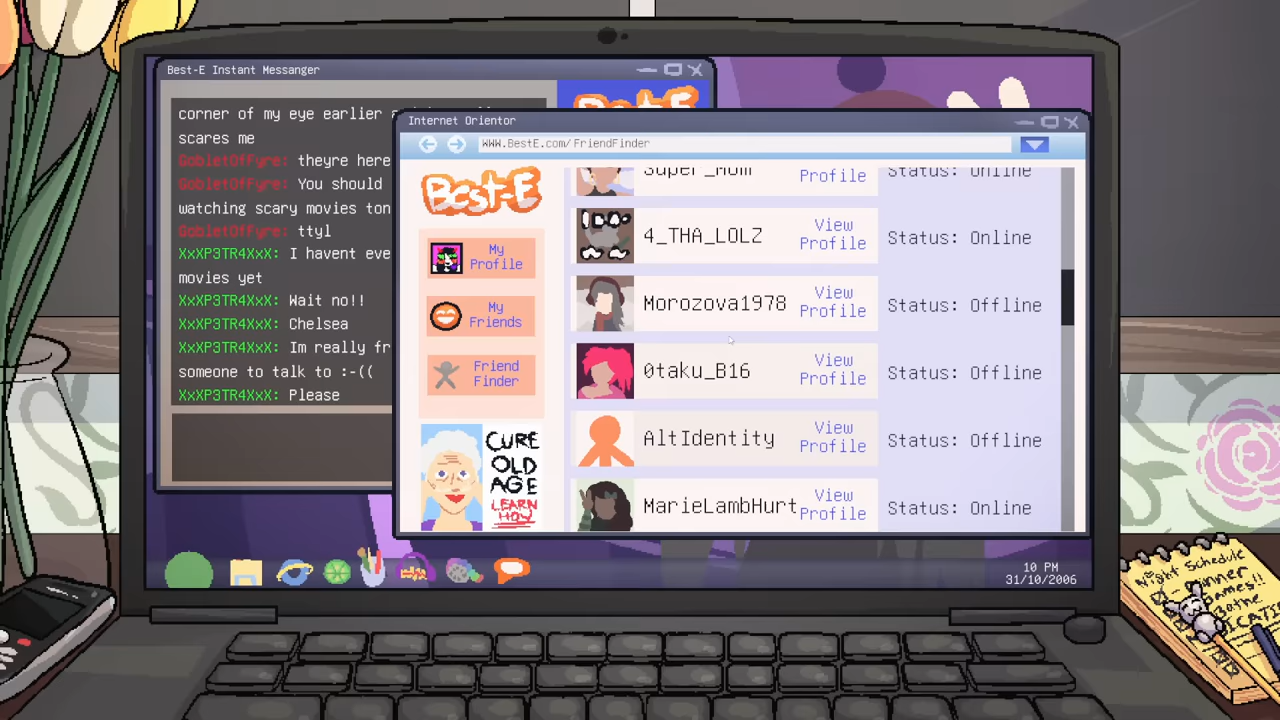 Best-E Instant Messanger
corner of my eye earlier
scares me
GobletOfFyre: theyre here
GobletOfFyre: You should
watching scary movies ton
GobletOfFyre: ttyl
XxXP3TR4XxX: I havent eve
movies yet
XxXP3TR4XxX: Wait no!!
XxXP3TR4XxX: Chelsea
XxXP3TR4XxX: Im really fr
someone to talk to :-((
XxXP3TR4XxX: Please
Internet Orientor
WWW.BestE.com/FriendFinder
Best-E
My
Profile
My
Friends
Friend
Finder
CURE
OLD
AGE
LEARN
HOW
Super_Mom
Profile
Status: Online
4_THA_LOLZ
View
Profile
Status: Online
Morozova1978
View
Profile
Status: Offline
0taku_B16
View
Profile
Status: Offline
AltIdentity
View
Profile
Status: Offline
MarieLambHurt
View
Profile
Status: Online
10 PM
31/10/2006
Night Schedule
Dinner